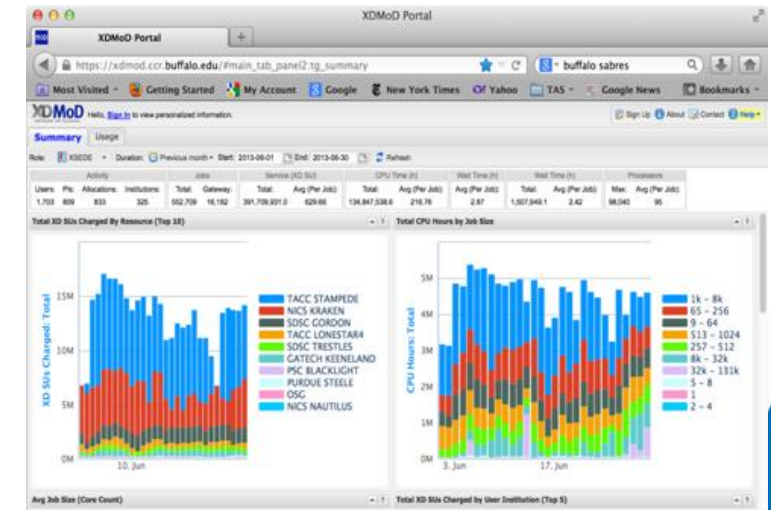 XDMoD Portal
XDMoD Portal
https://xdmod.ccr.buffalo.edu/#main_tab_panel2:tg_summary
buffalo sabres
Most Visited Getting Started My Account Google New York Times Yahoo TAS Google News Bookmarks
XDMoD Hello, Sign In to view personalized information. Sign Up About Contact Help
Summary Usage
Role: XSEDE Duration: Previous month Start: 2013-06-01 End: 2013-06-30 Refresh
Activity Jobs Service (XD SU) CPU Time (h) Wait Time (h) Wall Time (h) Processors
Users: PIs: Allocations: Institutions: Total: Gateway: Total: Avg (Per Job): Total: Avg (Per Job): Avg (Per Job): Total: Avg (Per Job): Max: Avg (Per Job):
1,703 809 833 325 552,709 16,162 391,709,931.0 629.66 134,847,538.6 216.76 2.87 1,507,949.1 2.42 98,040 95
Total XD SUs Charged By Resource (Top 10)
Total CPU Hours by Job Size
XD SUs Charged: Total
15M
10M
5M
0M
10. Jun
TACC STAMPEDE
NICS KRAKEN
SDSC GORDON
TACC LONESTAR4
SDSC TRESTLES
GATECH KEENELAND
PSC BLACKLIGHT
PURDUE STEELE
OSG
NICS NAUTILUS
CPU Hours: Total
5M
4M
3M
2M
1M
0M
3. Jun
17. Jun
1k - 8k
65 - 256
9 - 64
513 - 1024
257 - 512
8k - 32k
32k - 131k
5 - 8
1
2 - 4
Avg Job Size (Core Count)
Total XD SUs Charged by User Institution (Top 5)